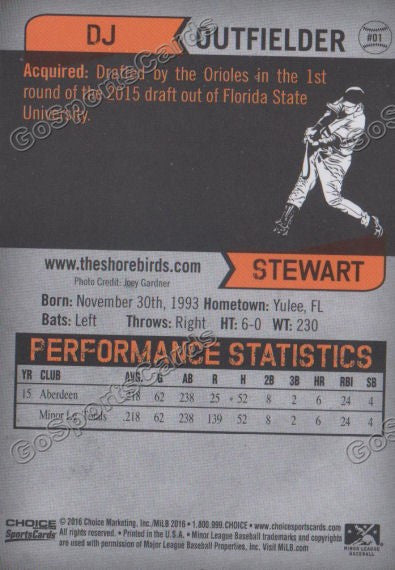 DJ OUTFIELDER #01
Acquired: Drafted by the Orioles in the 1st
round of the 2015 draft out of Florida State
University.
www.theshorebirds.com
Photo Credit: Joey Gardner
STEWART
Born: November 30th, 1993 Hometown: Yulee, FL
Bats: Left Throws: Right HT: 6-0 WT: 230
PERFORMANCE STATISTICS
YR CLUB AVG. G AB R H 2B 3B HR RBI SB
15 Aberdeen .218 62 238 25 52 8 2 6 24 4
Minor Lg. Totals .218 62 238 139 52 8 2 6 24 4
CHOICE
SportsCards
© 2016 Choice Marketing, Inc./MiLB 2016 • 1.800.999.CHOICE • www.choicesportscards.com
All rights reserved. • Printed in the U.S.A. • Minor League Baseball trademarks and copyrights
are used with permission of Major League Baseball Properties, Inc. Visit MiLB.com
MINOR LEAGUE
BASEBALL
GoSportsCards
GoSportsCards
GoSportsCards
GoSportsCards
GoSportsCards
GoSportsCards